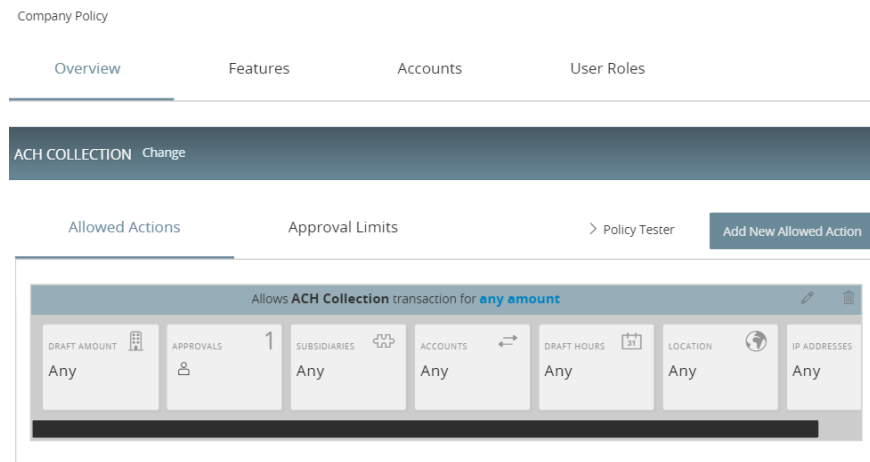 Company Policy
Overview Features Accounts User Roles
ACH COLLECTION Change
Allowed Actions Approval Limits > Policy Tester Add New Allowed Action
Allows ACH Collection transaction for any amount
DRAFT AMOUNT APPROVALS 1 SUBSIDIARIES ACCOUNTS DRAFT HOURS 31 LOCATION IP ADDRESSES
Any Any Any Any Any Any